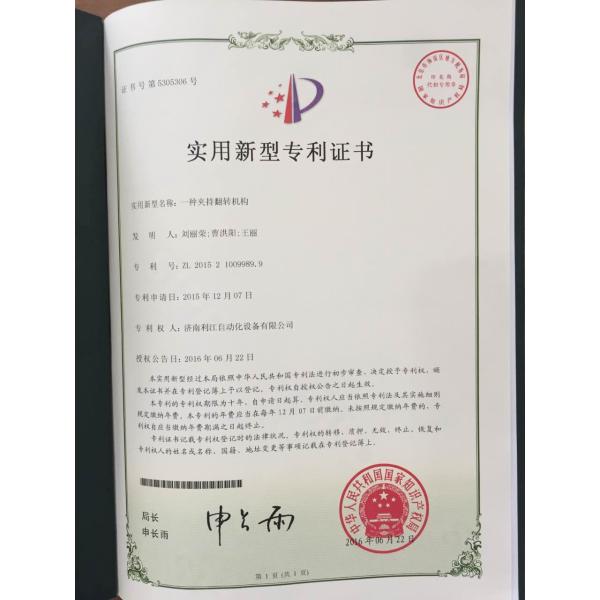 证书号第5305306号
实用新型专利证书
实用新型名称：一种夹持翻转机构
发 明 人：刘丽荣;曹洪阳;王丽
专 利 号：ZL 2015 2 1009989.9
专利申请日：2015年12月07日
专 利 权 人：济南利江自动化设备有限公司
授权公告日：2016年06月22日
本实用新型经过本局依照中华人民共和国专利法进行初步审查，决定授予专利权，颁
发本证书并在专利登记簿上予以登记。专利权自授权公告之日起生效。
本专利的专利权期限为十年，自申请日起算。专利权人应当依照专利法及其实施细则
规定缴纳年费。本专利的年费应当在每年12月07日前缴纳。未按照规定缴纳年费的，专
利权自应当缴纳年费期满之日起终止。
专利证书记载专利权登记时的法律状况。专利权的转移、质押、无效、终止、恢复和
专利权人的姓名或名称、国籍、地址变更等事项记载在专利登记簿上。
局长
申长雨
申长雨
中华人民共和国国家知识产权局
2016年06月22日
第 1 页 (共 1 页)